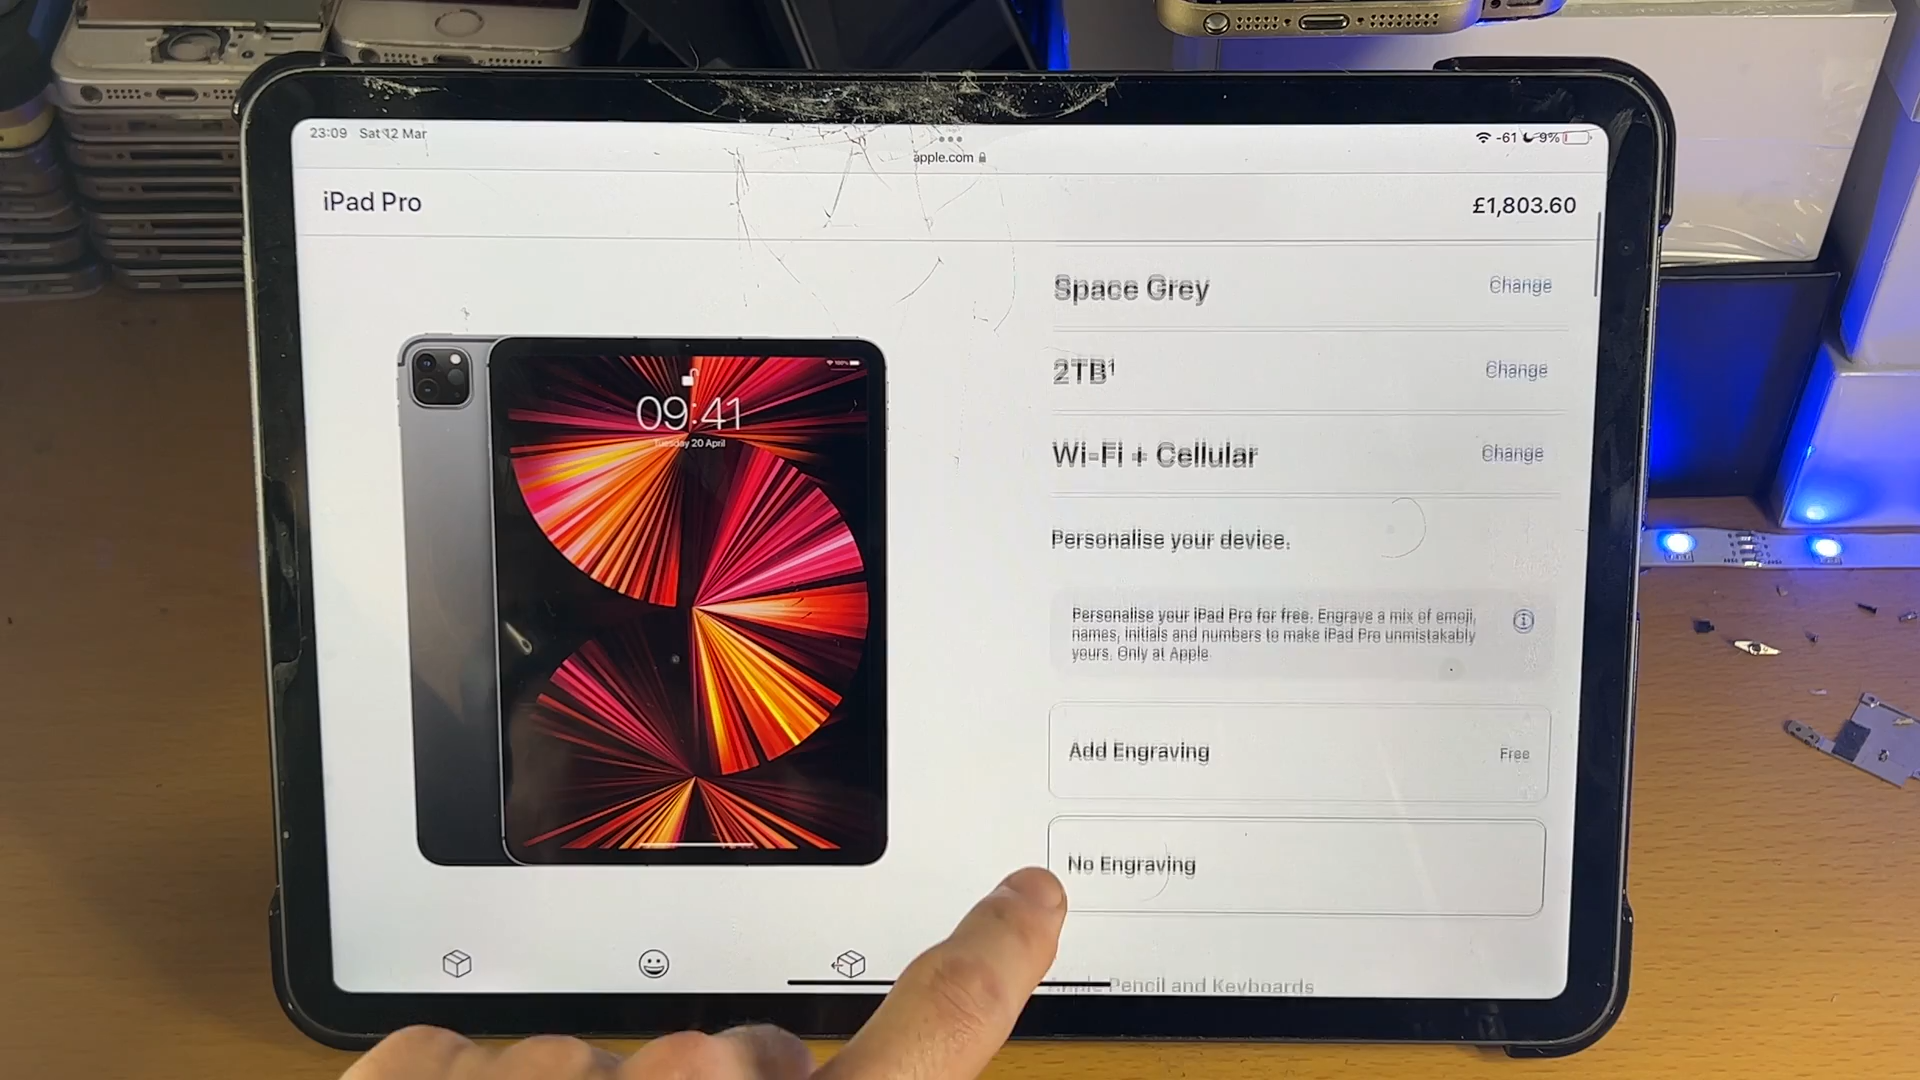 23:09 Sat 12 Mar
-61 9%
apple.com
iPad Pro
£1,803.60
Space Grey
Change
2TB¹
Change
Wi-Fi + Cellular
Change
09:41
Tuesday 20 April
Personalise your device.
Personalise your iPad Pro for free. Engrave a mix of emoji,
names, initials and numbers to make iPad Pro unmistakably
yours. Only at Apple.
Add Engraving
Free
No Engraving
Apple Pencil and Keyboards